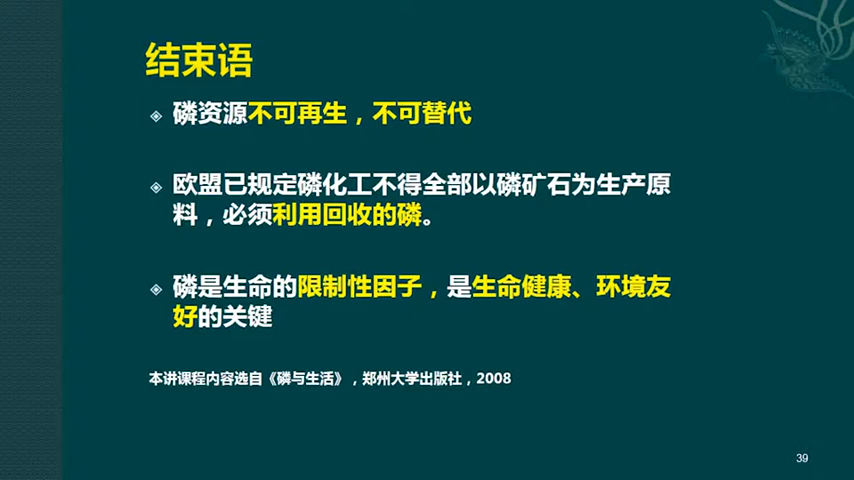 结束语
磷资源不可再生，不可替代
欧盟已规定磷化工不得全部以磷矿石为生产原
料，必须利用回收的磷。
磷是生命的限制性因子，是生命健康、环境友
好的关键
本讲课程内容选自《磷与生活》，郑州大学出版社，2008
39